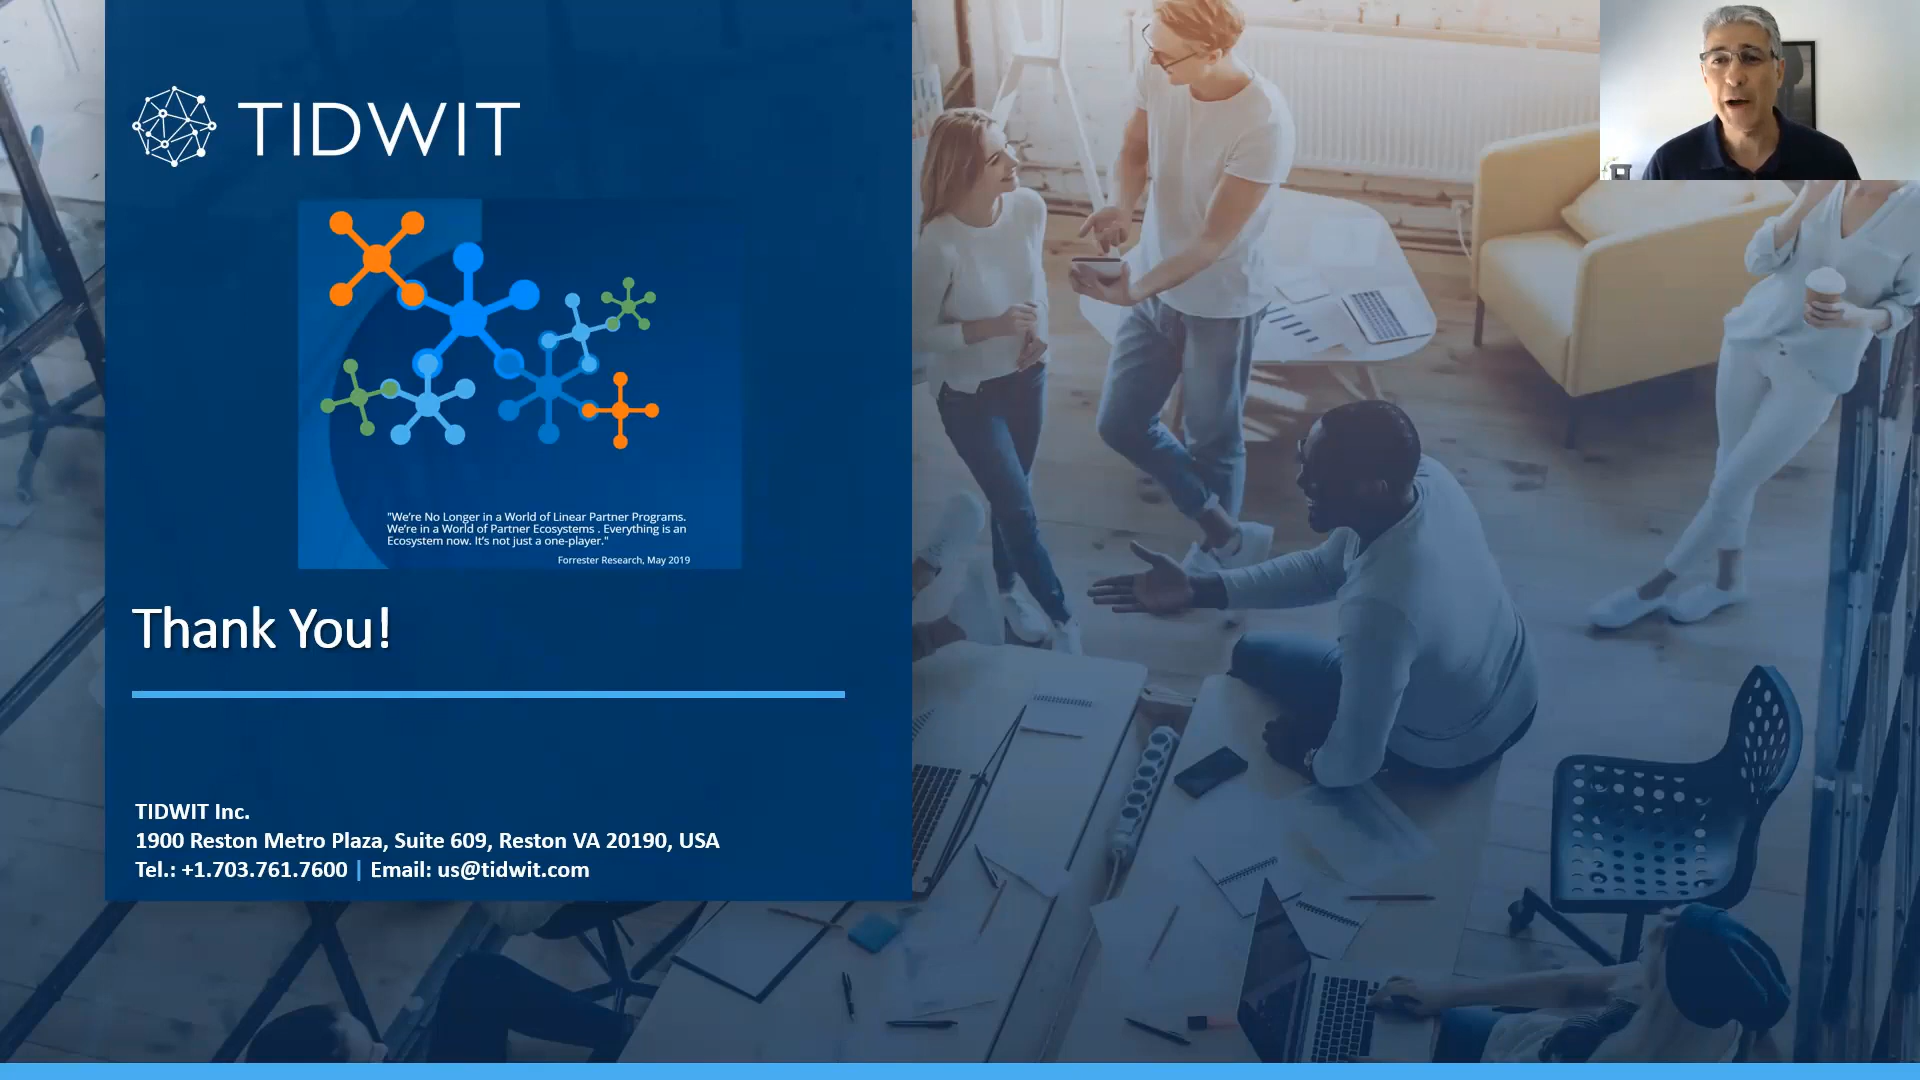 TIDWIT
"We're No Longer in a World of Linear Partner Programs.
We're in a World of Partner Ecosystems . Everything is an
Ecosystem now. It's not just a one-player."
Forrester Research, May 2019
Thank You!
TIDWIT Inc.
1900 Reston Metro Plaza, Suite 609, Reston VA 20190, USA
Tel.: +1.703.761.7600 | Email: us@tidwit.com